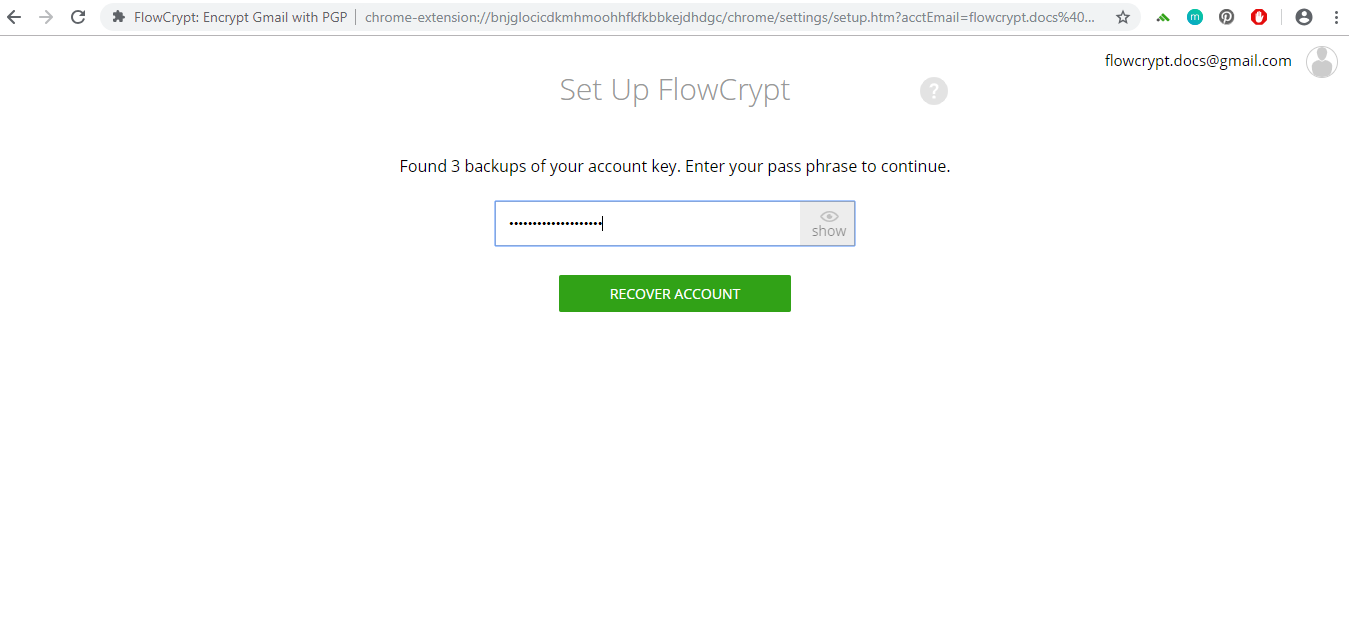 FlowCrypt: Encrypt Gmail with PGP | chrome-extension://bnjglocicdkmhmoohhfkfkbbkejdhdgc/chrome/settings/setup.htm?acctEmail=flowcrypt.docs%40...
m
flowcrypt.docs@gmail.com
Set Up FlowCrypt
?
Found 3 backups of your account key. Enter your pass phrase to continue.
show
RECOVER ACCOUNT